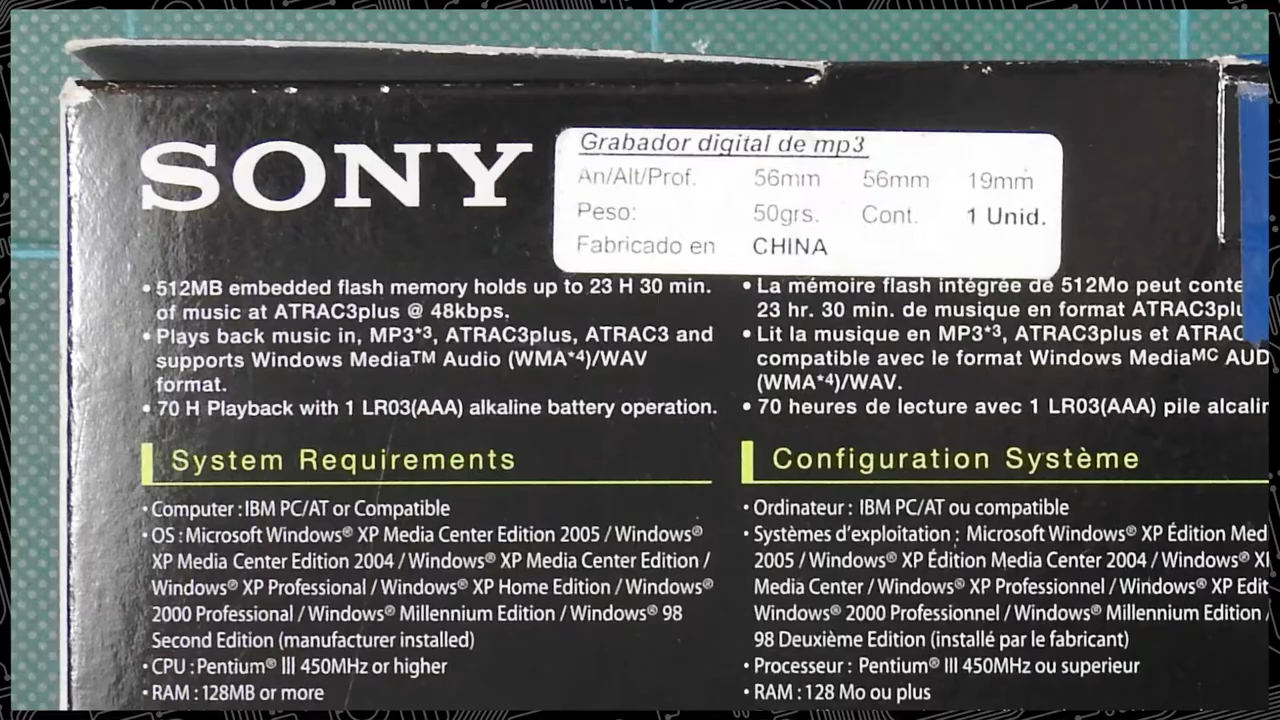 SONY
Grabador digital de mp3
An/Alt/Prof. 56mm 56mm 19mm
Peso: 50grs. Cont. 1 Unid.
Fabricado en CHINA
• 512MB embedded flash memory holds up to 23 H 30 min.
of music at ATRAC3plus @ 48kbps.
• Plays back music in, MP3*3, ATRAC3plus, ATRAC3 and
supports Windows Media™ Audio (WMA*4)/WAV
format.
• 70 H Playback with 1 LR03(AAA) alkaline battery operation.
System Requirements
• Computer : IBM PC/AT or Compatible
• OS : Microsoft Windows® XP Media Center Edition 2005 / Windows®
XP Media Center Edition 2004 / Windows® XP Media Center Edition /
Windows® XP Professional / Windows® XP Home Edition / Windows®
2000 Professional / Windows® Millennium Edition / Windows® 98
Second Edition (manufacturer installed)
• CPU : Pentium® III 450MHz or higher
• RAM : 128MB or more
• La mémoire flash intégrée de 512Mo peut conte
23 hr. 30 min. de musique en format ATRAC3plu
• Lit la musique en MP3*3, ATRAC3plus et ATRAC
compatible avec le format Windows MediaMC AUD
(WMA*4)/WAV.
• 70 heures de lecture avec 1 LR03(AAA) pile alcalin
Configuration Système
• Ordinateur : IBM PC/AT ou compatible
• Systèmes d'exploitation : Microsoft Windows® XP Édition Med
2005 / Windows® XP Édition Media Center 2004 / Windows® XP
Media Center / Windows® XP Professionnel / Windows® XP Edit
Windows® 2000 Professionnel / Windows® Millennium Edition /
98 Deuxième Edition (installé par le fabricant)
• Processeur : Pentium® III 450MHz ou superieur
• RAM : 128 Mo ou plus